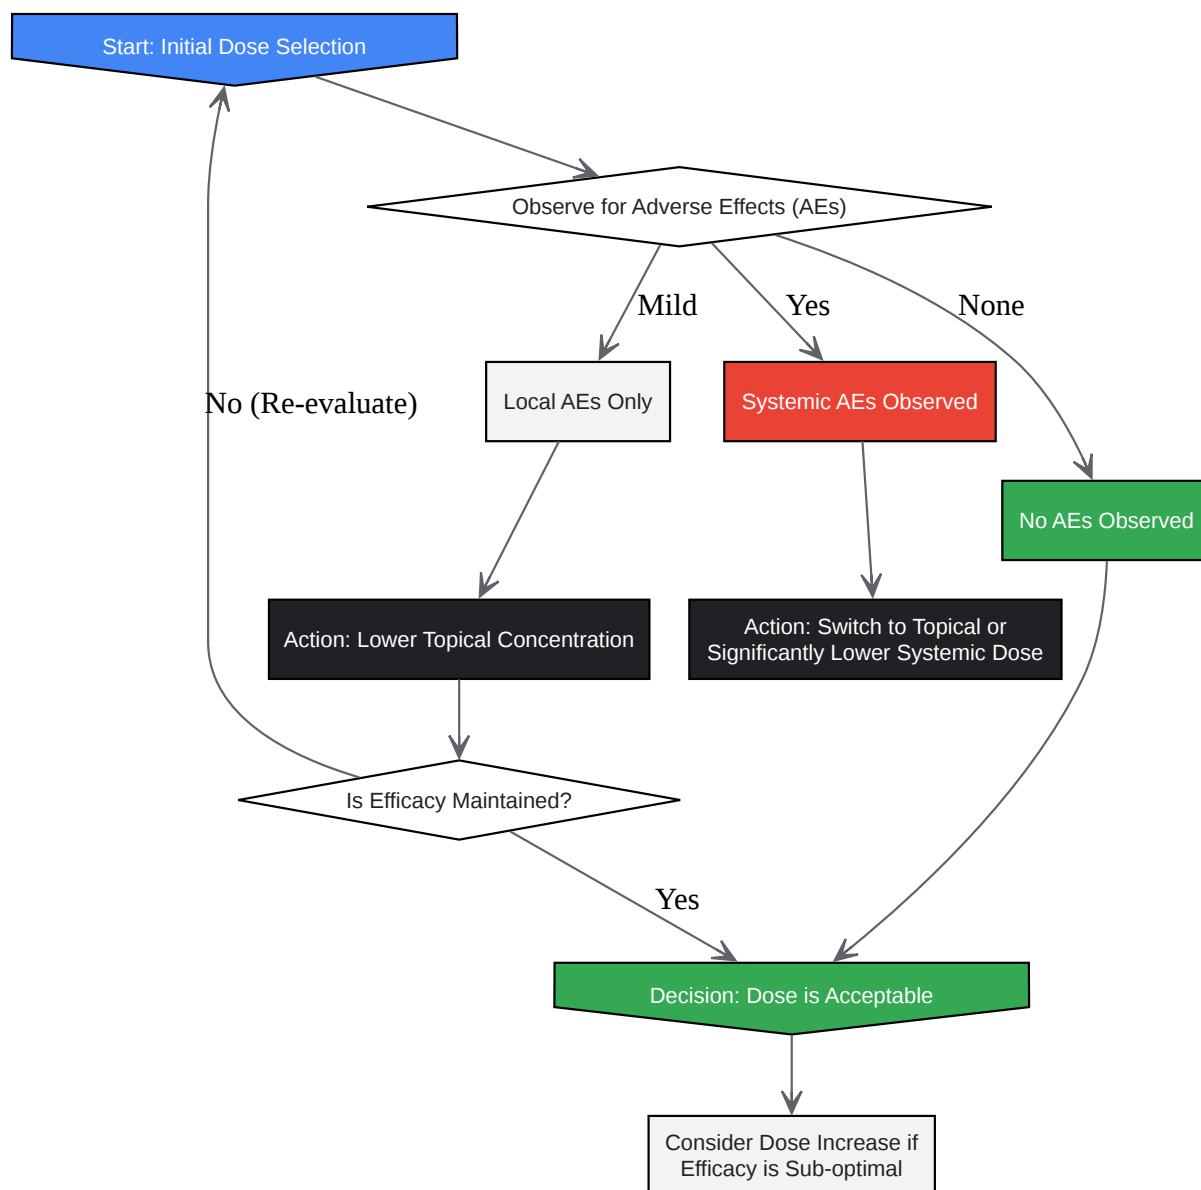 Start: Initial Dose Selection
Observe for Adverse Effects (AEs)
Mild
Yes
None
Local AEs Only
Systemic AEs Observed
No (Re-evaluate)
No AEs Observed
Action: Lower Topical Concentration
Action: Switch to Topical or
Significantly Lower Systemic Dose
Is Efficacy Maintained?
Yes
Decision: Dose is Acceptable
Consider Dose Increase if
Efficacy is Sub-optimal